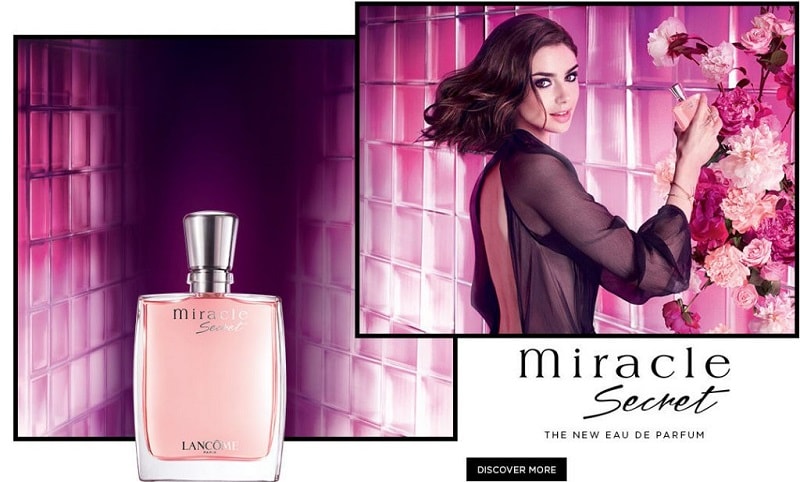 miracle
Secret
LANCÔME
PARIS
miracle
Secret
THE NEW EAU DE PARFUM
DISCOVER MORE